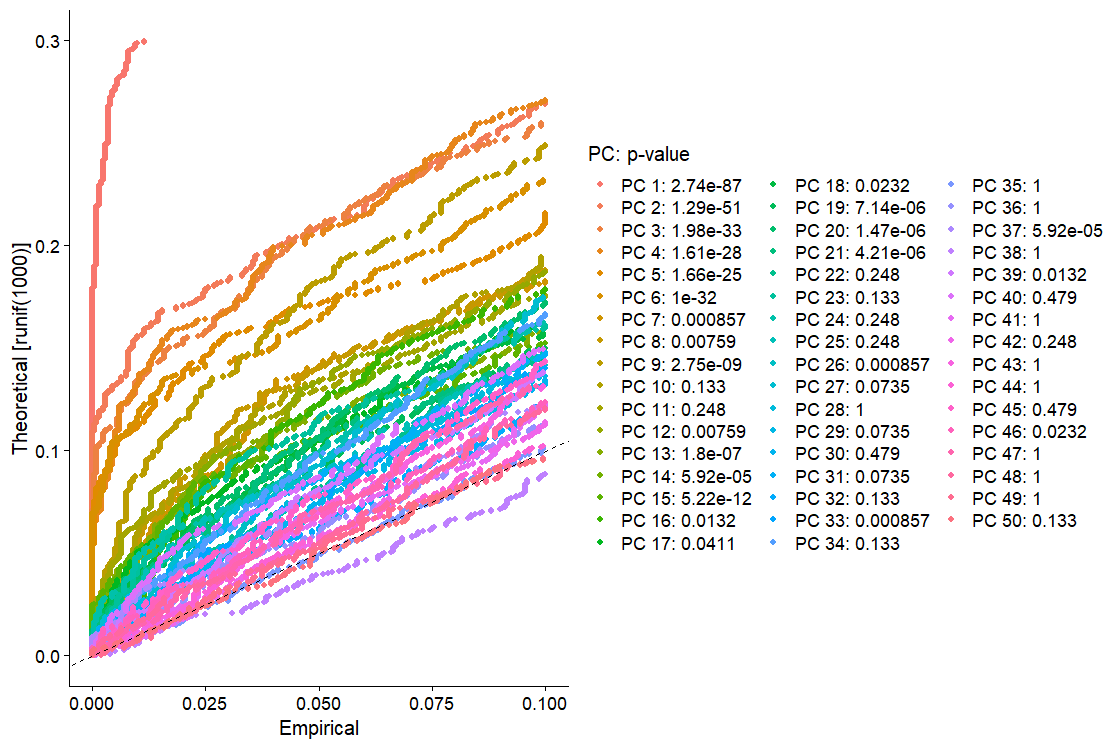 PC: p-value
PC 1: 2.74e-87
PC 2: 1.29e-51
PC 3: 1.98e-33
PC 4: 1.61e-28
PC 5: 1.66e-25
PC 6: 1e-32
PC 7: 0.000857
PC 8: 0.00759
PC 9: 2.75e-09
PC 10: 0.133
PC 11: 0.248
PC 12: 0.00759
PC 13: 1.8e-07
PC 14: 5.92e-05
PC 15: 5.22e-12
PC 16: 0.0132
PC 17: 0.0411
PC 18: 0.0232
PC 19: 7.14e-06
PC 20: 1.47e-06
PC 21: 4.21e-06
PC 22: 0.248
PC 23: 0.133
PC 24: 0.248
PC 25: 0.248
PC 26: 0.000857
PC 27: 0.0735
PC 28: 1
PC 29: 0.0735
PC 30: 0.479
PC 31: 0.0735
PC 32: 0.133
PC 33: 0.000857
PC 34: 0.133
PC 35: 1
PC 36: 1
PC 37: 5.92e-05
PC 38: 1
PC 39: 0.0132
PC 40: 0.479
PC 41: 1
PC 42: 0.248
PC 43: 1
PC 44: 1
PC 45: 0.479
PC 46: 0.0232
PC 47: 1
PC 48: 1
PC 49: 1
PC 50: 0.133
Theoretical [runif(1000)]
0.3
0.2
0.1
0.0
0.000 0.025 0.050 0.075 0.100
Empirical